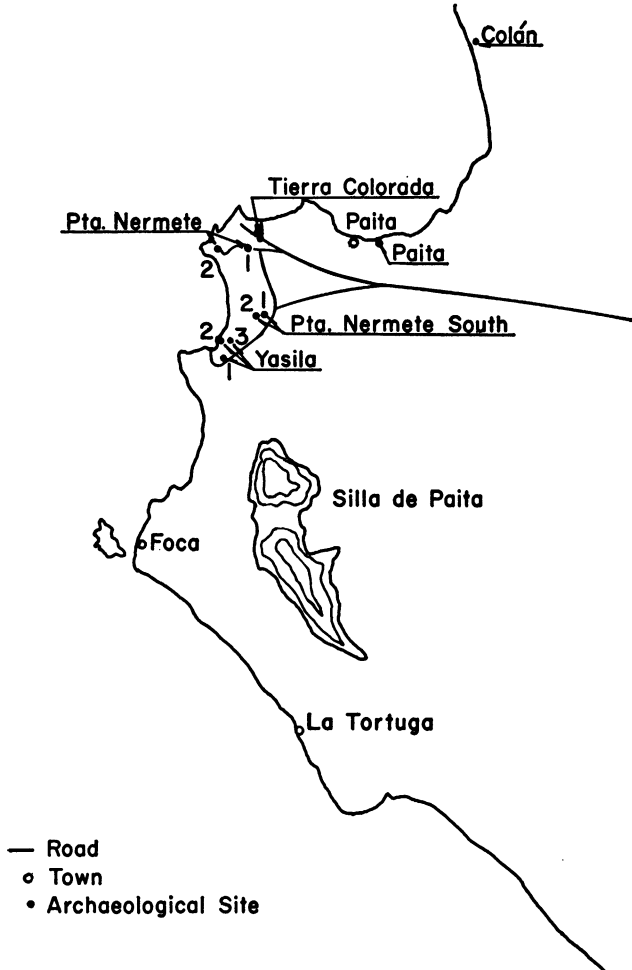 Colán
Tierra Colorada
Pta. Nermete
Paita
Paita
2
1
2 1
Pta. Nermete South
2 3
Yasila
1
Silla de Paita
Foca
La Tortuga
Road
Town
Archaeological Site